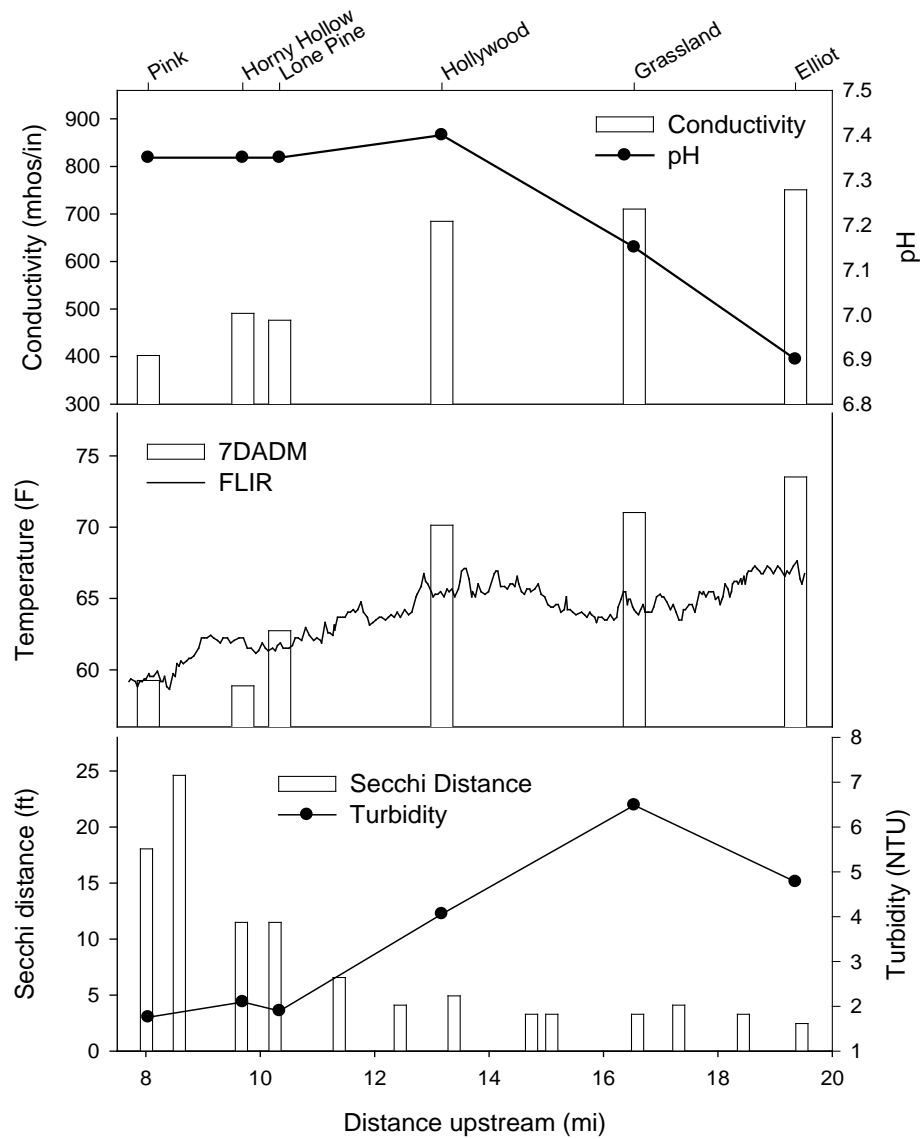 Pink
Horny Hollow
Lone Pine
Hollywood
Grassland
Elliot
Conductivity (mhos/in)
900
800
700
600
500
400
300
Conductivity
pH
7.5
7.4
7.3
7.2
7.1
7.0
6.9
6.8
pH
Temperature (F)
75
70
65
60
7DADM
FLIR
Secchi distance (ft)
25
20
15
10
5
0
Secchi Distance
Turbidity
8
7
6
5
4
3
2
1
Turbidity (NTU)
8 10 12 14 16 18 20
Distance upstream (mi)